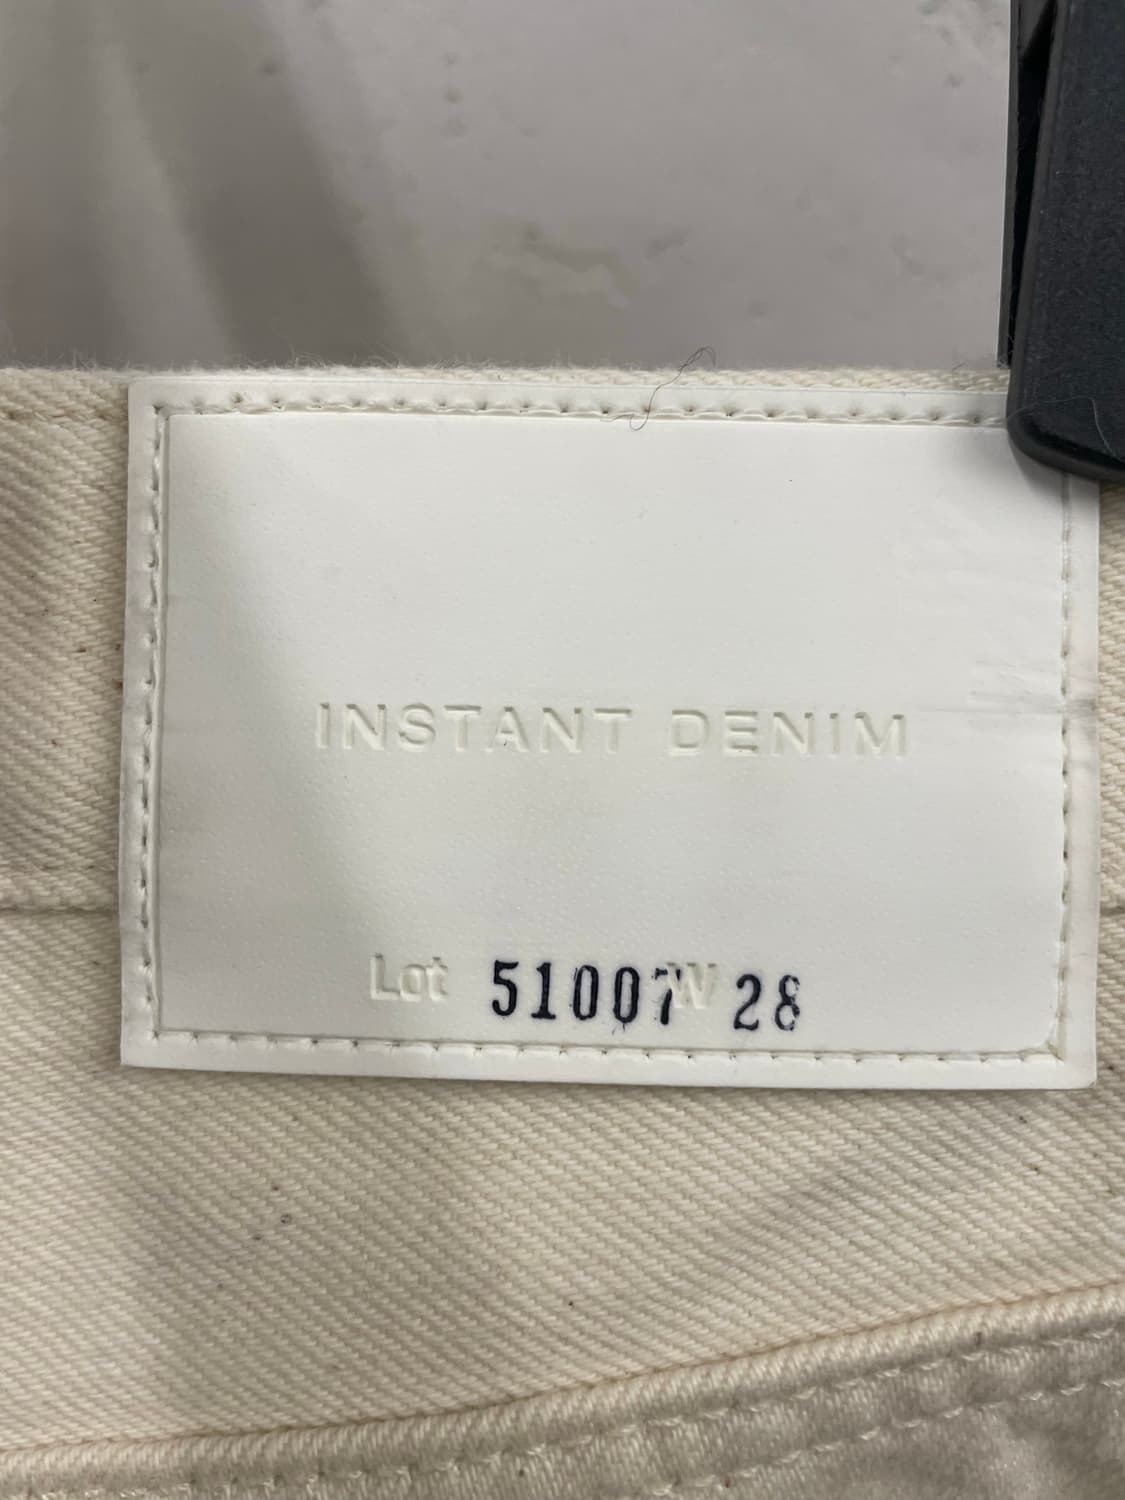 INSTANT DENIM
Lot 51007 W 28